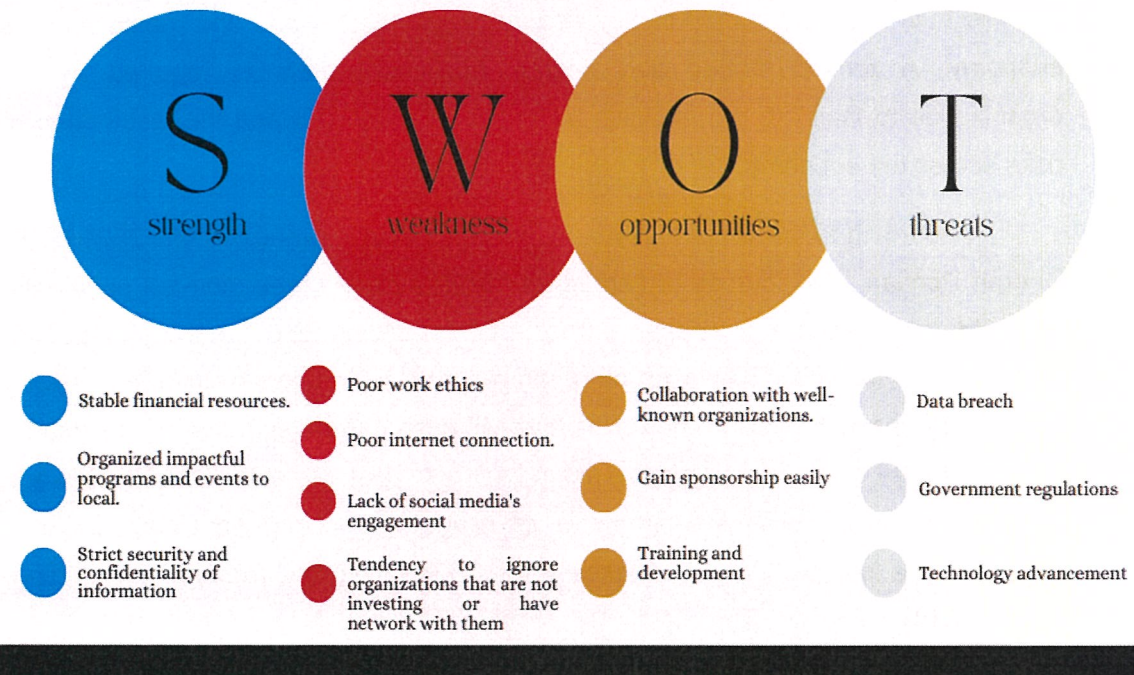 S
strength
W
weakness
O
opportunities
T
threats
Stable financial resources.
Organized impactful
programs and events to
local.
Strict security and
confidentiality of
information
Poor work ethics
Poor internet connection.
Lack of social media's
engagement
Tendency to ignore
organizations that are not
investing or have
network with them
Collaboration with well-
known organizations.
Gain sponsorship easily
Training and
development
Data breach
Government regulations
Technology advancement